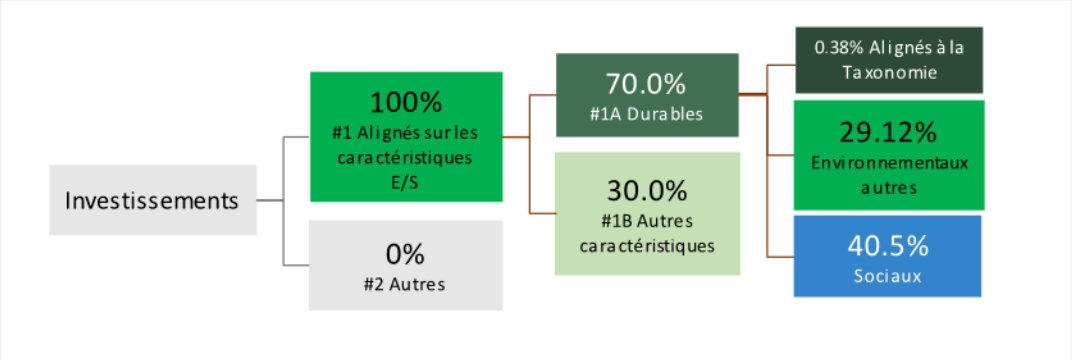 Investissements
100%
#1 Alignés sur les
caractéristiques
E/S
0%
#2 Autres
70.0%
#1A Durables
30.0%
#1B Autres
caractéristiques
0.38% Alignés à la
Taxonomie
29.12%
Environnementaux
autres
40.5%
Sociaux